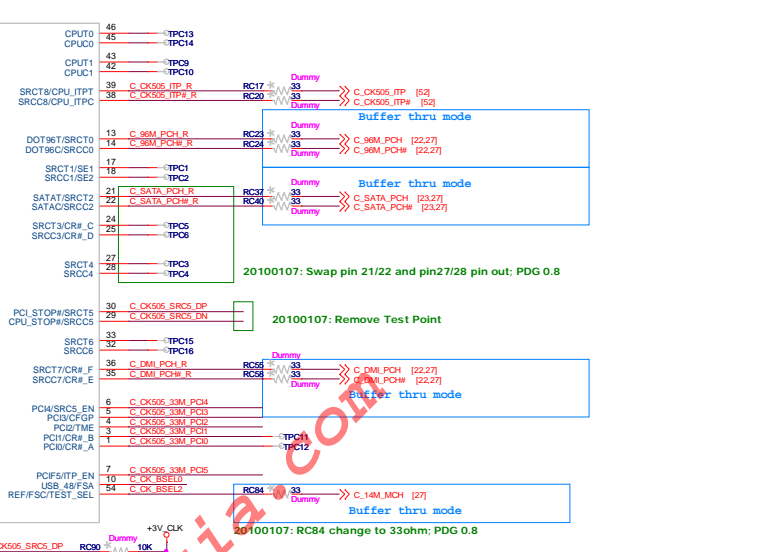 46
CPUT0 TPC13
45
CPUC0 TPC14
43
CPUT1 TPC9
42
CPUC1 TPC10
Dummy
39 C_CK505_ITP_R RC17 * 33
SRCT8/CPU_ITPT C_CK505_ITP [52]
38 C_CK505_ITP#_R RC20 33
SRCC8/CPU_ITPC C_CK505_ITP# [52]
Dummy
Buffer thru mode
Dummy
13 C_96M_PCH_R RC23 * 33
DOT96T/SRCT0 C_96M_PCH [22,27]
14 C_96M_PCH#_R RC24 33
DOT96C/SRCC0 C_96M_PCH# [22,27]
Dummy
17
SRCT1/SE1 TPC1
18
SRCC1/SE2 TPC2
Buffer thru mode
Dummy
21 C_SATA_PCH_R RC37 * 33
SATAT/SRCT2 C_SATA_PCH [23,27]
22 C_SATA_PCH#_R RC40 33
SATAC/SRCC2 C_SATA_PCH# [23,27]
Dummy
24
SRCT3/CR#_C TPC5
25
SRCC3/CR#_D TPC6
27
SRCT4 TPC3
28
SRCC4 TPC4
20100107: Swap pin 21/22 and pin27/28 pin out; PDG 0.8
30 C_CK505_SRC5_DP
PCI_STOP#/SRCT5
29 C_CK505_SRC5_DN
CPU_STOP#/SRCC5
20100107: Remove Test Point
33
SRCT6 TPC15
32
SRCC6 TPC16
Dummy
36 C_DMI_PCH_R RC55 * 33
SRCT7/CR#_F C_DMI_PCH [22,27]
35 C_DMI_PCH#_R RC58 33
SRCC7/CR#_E C_DMI_PCH# [22,27]
Dummy
Buffer thru mode
6 C_CK505_33M_PCI4
PCI4/SRC5_EN
5 C_CK505_33M_PCI3
PCI3/CFGP
4 C_CK505_33M_PCI2
PCI2/TME
3 C_CK505_33M_PCI1
PCI1/CR#_B TPC11
1 C_CK505_33M_PCI0
PCI0/CR#_A TPC12
7 C_CK505_33M_PCI5
PCIF5/ITP_EN
10 C_CK_BSEL0
USB_48/FSA
54 C_CK_BSEL2 RC84 * 33
REF/FSC/TEST_SEL C_14M_MCH [27]
Dummy
Buffer thru mode
+3V_CLK
20100107: RC84 change to 33ohm; PDG 0.8
Dummy
K505_SRC5_DP RC90 * 10K
ia.com